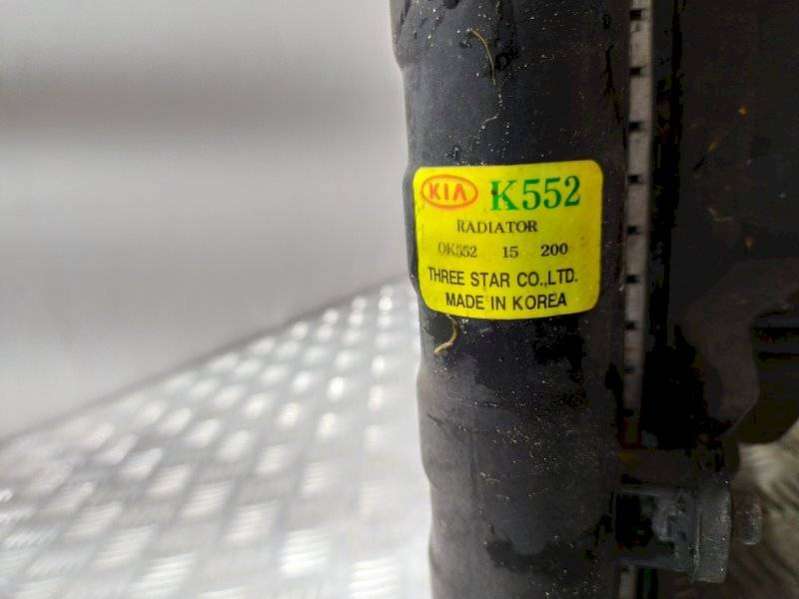 KIA K552
RADIATOR
0K552 15 200
THREE STAR CO.,LTD.
MADE IN KOREA